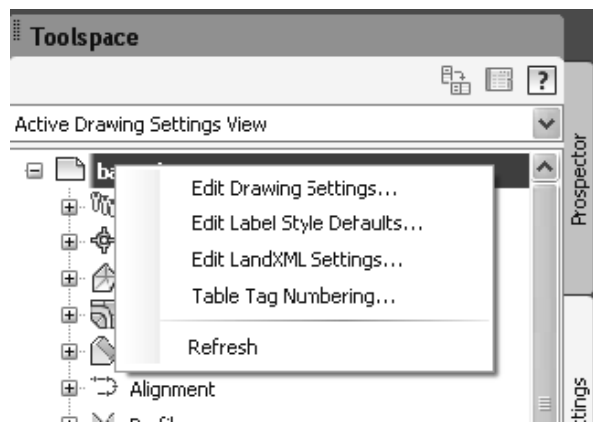 Toolspace
?
Active Drawing Settings View
Prospector
Edit Drawing Settings...
Edit Label Style Defaults...
Edit LandXML Settings...
Table Tag Numbering...
Refresh
Alignment